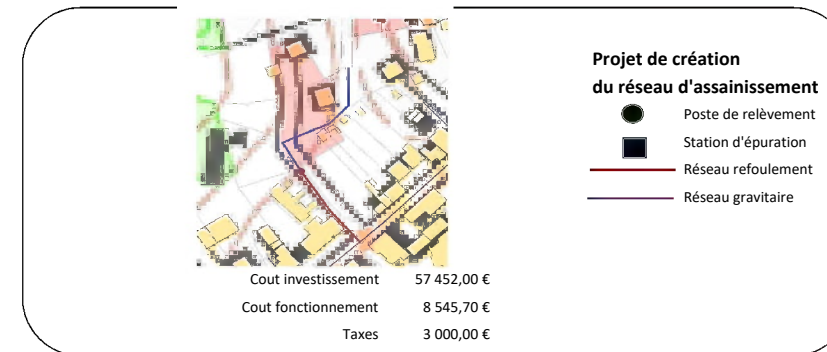 Projet de création
du réseau d'assainissement
Poste de relèvement
Station d'épuration
Réseau refoulement
Réseau gravitaire
Cout investissement 57 452,00 €
Cout fonctionnement 8 545,70 €
Taxes 3 000,00 €